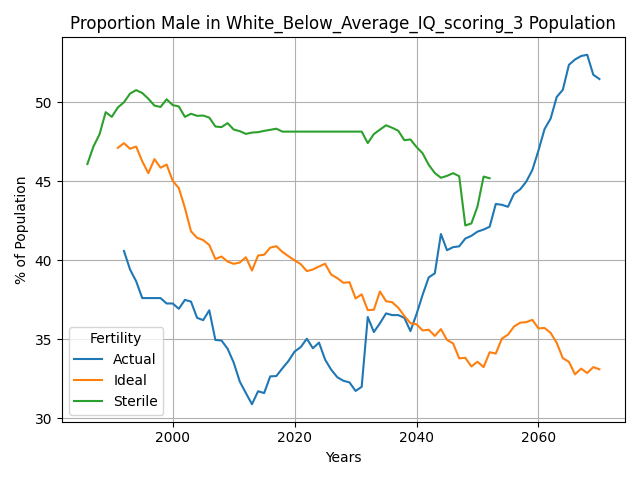 Proportion Male in White_Below_Average_IQ_scoring_3 Population
% of Population
50
45
40
35
30
Fertility
Actual
Ideal
Sterile
2000
2020
2040
2060
Years